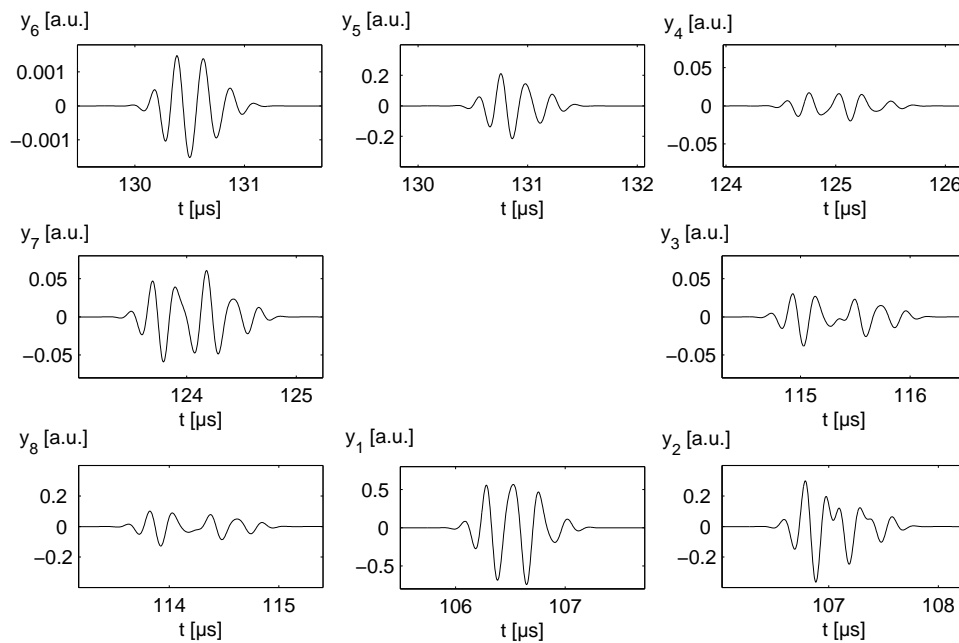 y6 [a.u.]
0.001
0
−0.001
130 131
t [µs]
y5 [a.u.]
0.2
0
−0.2
130 131 132
t [µs]
y4 [a.u.]
0.05
0
−0.05
124 125 126
t [µs]
y7 [a.u.]
0.05
0
−0.05
124 125
t [µs]
y3 [a.u.]
0.05
0
−0.05
115 116
t [µs]
y8 [a.u.]
0.2
0
−0.2
114 115
t [µs]
y1 [a.u.]
0.5
0
−0.5
106 107
t [µs]
y2 [a.u.]
0.2
0
−0.2
107 108
t [µs]